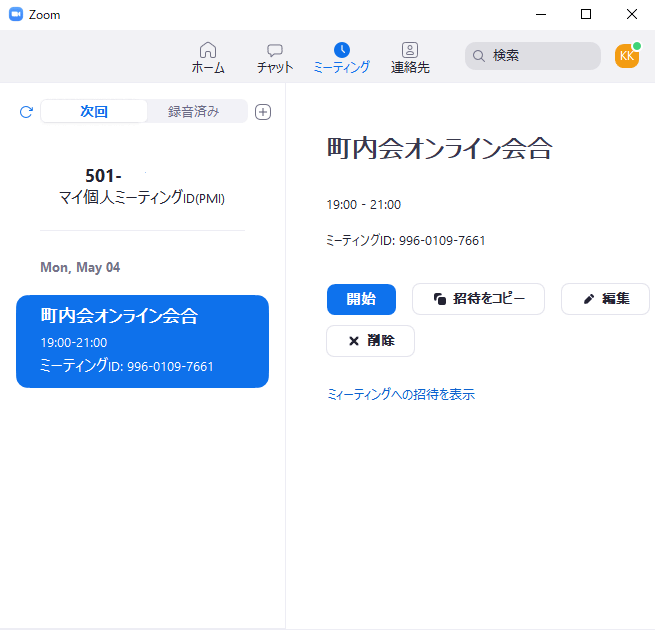 Zoom
ホーム
チャット
ミーティング
連絡先
検索
KK
次回
録音済み
501-
マイ個人ミーティングID(PMI)
Mon, May 04
町内会オンライン会合
19:00-21:00
ミーティングID: 996-0109-7661
町内会オンライン会合
19:00 - 21:00
ミーティングID: 996-0109-7661
開始
招待をコピー
編集
削除
ミィーティングへの招待を表示